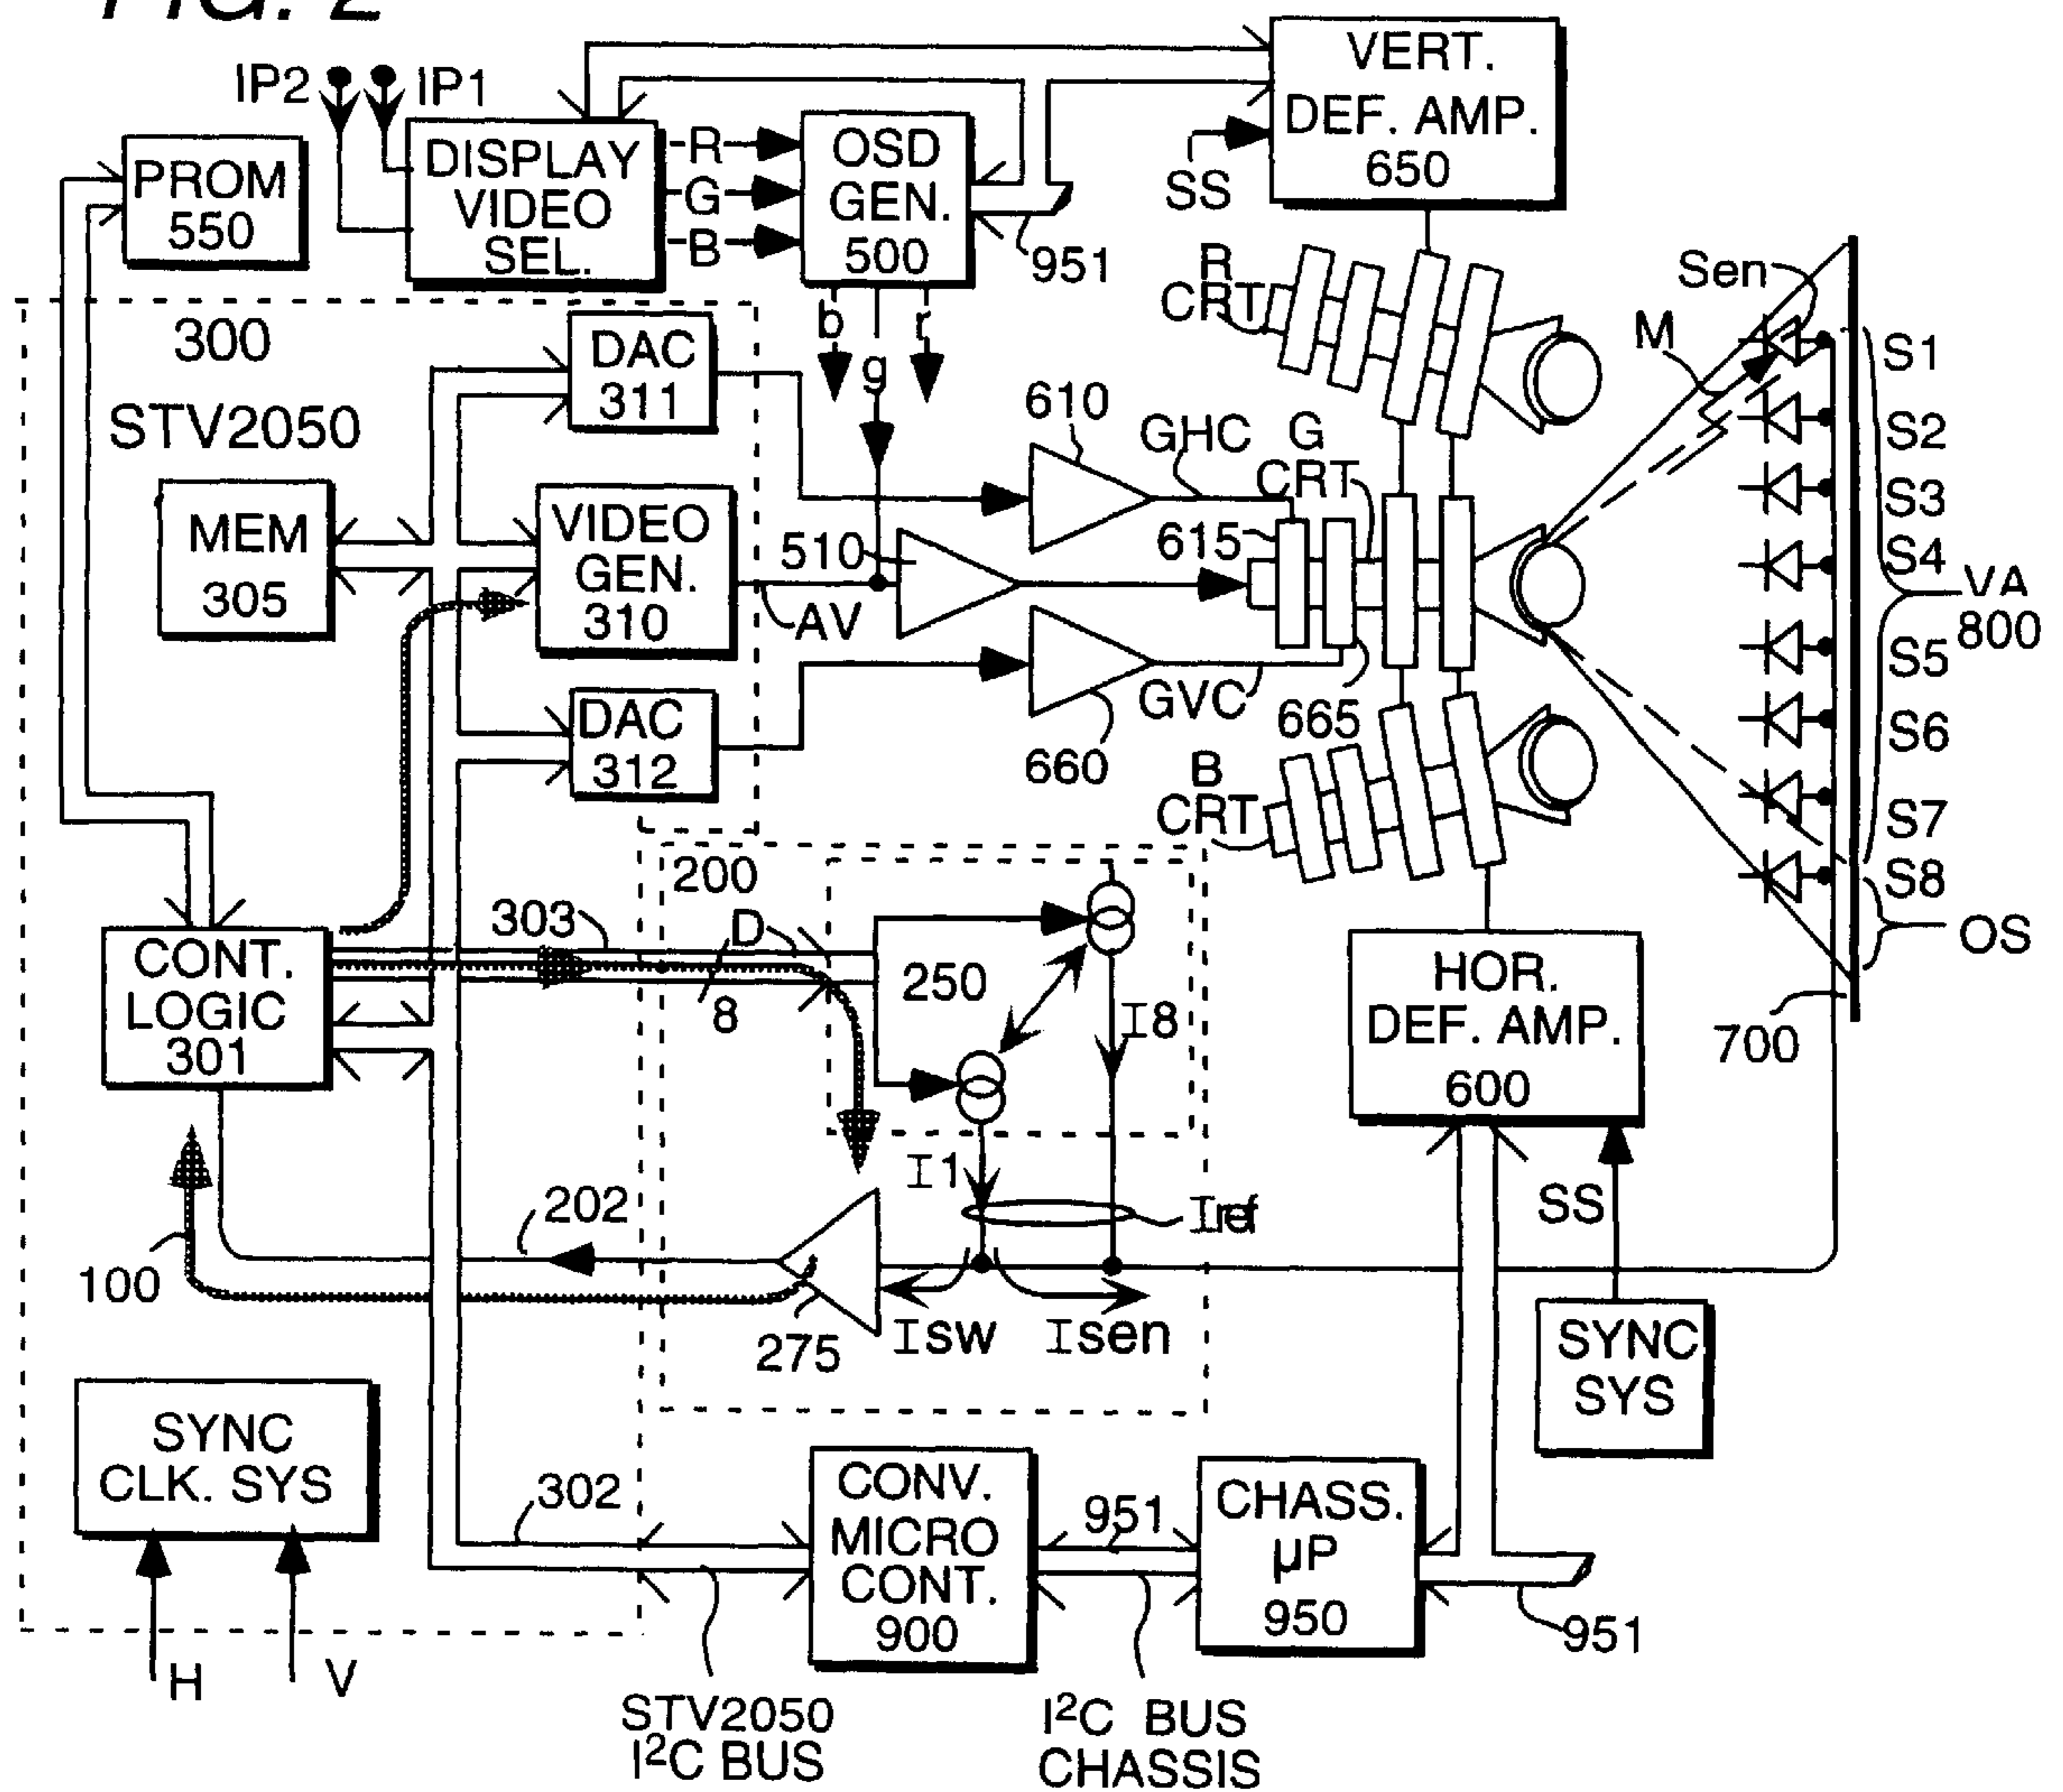 FIG. 2
IP2
IP1
PROM
550
DISPLAY
VIDEO
SEL.
R
G
B
OSD
GEN.
500
951
VERT.
DEF. AMP.
650
SS
R
CRT
Sen
M
300
STV2050
DAC
311
b
g
r
610
GHC
G
CRT
MEM
305
VIDEO
GEN.
310
510
AV
615
DAC
312
GVC
660
665
B
CRT
S1
S2
S3
S4
S5
S6
S7
S8
VA
800
OS
700
200
303
D
8
250
I8
I1
Iref
CONT.
LOGIC
301
HOR.
DEF. AMP.
600
SS
202
100
275
Isw
Isen
SYNC
SYS
SYNC
CLK. SYS
H
V
302
CONV.
MICRO
CONT.
900
951
CHASS.
µP
950
951
STV2050
I²C BUS
I²C BUS
CHASSIS